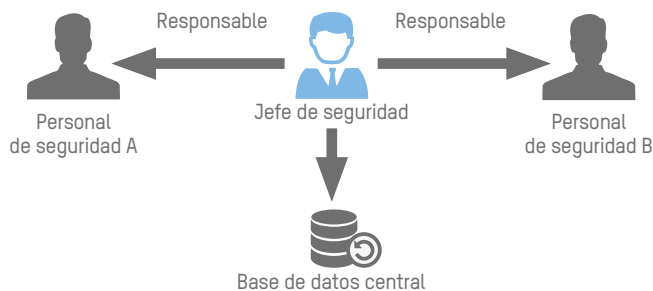 Responsable
Responsable
Jefe de seguridad
Personal
de seguridad A
Personal
de seguridad B
Base de datos central